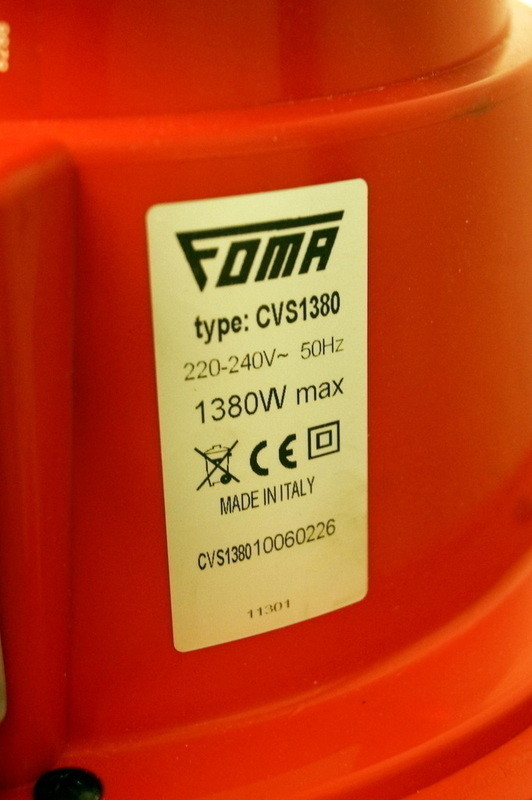 FOMA
type: CVS1380
220-240V~ 50Hz
1380W max
CE
MADE IN ITALY
CVS138010060226
11301